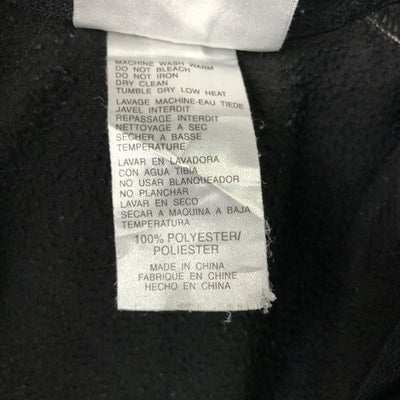 MACHINE WASH WARM
DO NOT BLEACH
DO NOT IRON
DRY CLEAN
TUMBLE DRY LOW HEAT
LAVAGE MACHINE-EAU TIEDE
JAVEL INTERDIT
REPASSAGE INTERDIT
NETTOYAGE A SEC
SECHER A BASSE
TEMPERATURE
LAVAR EN LAVADORA
CON AGUA TIBIA
NO USAR BLANQUEADOR
NO PLANCHAR
LAVAR EN SECO
SECAR A MAQUINA A BAJA
TEMPERATURA
100% POLYESTER/
POLIESTER
MADE IN CHINA
FABRIQUE EN CHINE
HECHO EN CHINA